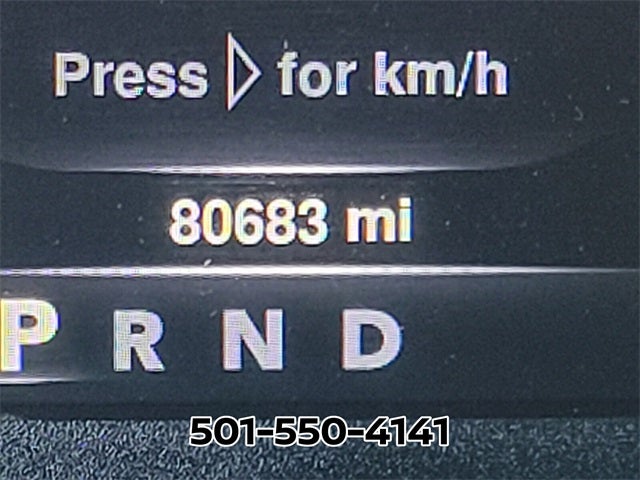 Press ▷ for km/h
80683 mi
P R N D
501-550-4141